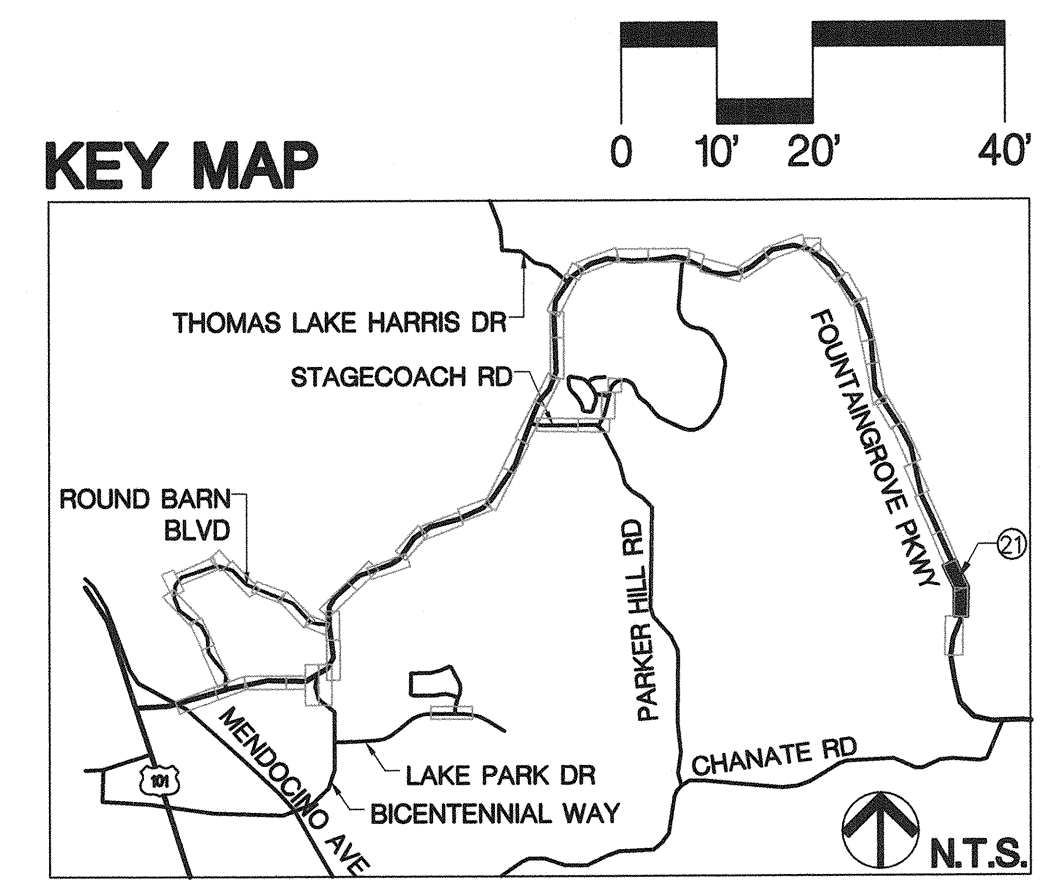 0 10' 20' 40'
KEY MAP
THOMAS LAKE HARRIS DR
STAGECOACH RD
FOUNTAINGROVE PKWY
ROUND BARN
BLVD
21
PARKER HILL RD
MENDOCINO AVE
CHANATE RD
LAKE PARK DR
101
BICENTENNIAL WAY
N.T.S.